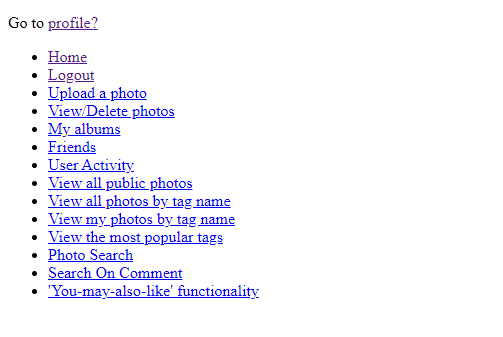 Go to profile?
Home
Logout
Upload a photo
View/Delete photos
My albums
Friends
User Activity
View all public photos
View all photos by tag name
View my photos by tag name
View the most popular tags
Photo Search
Search On Comment
'You-may-also-like' functionality